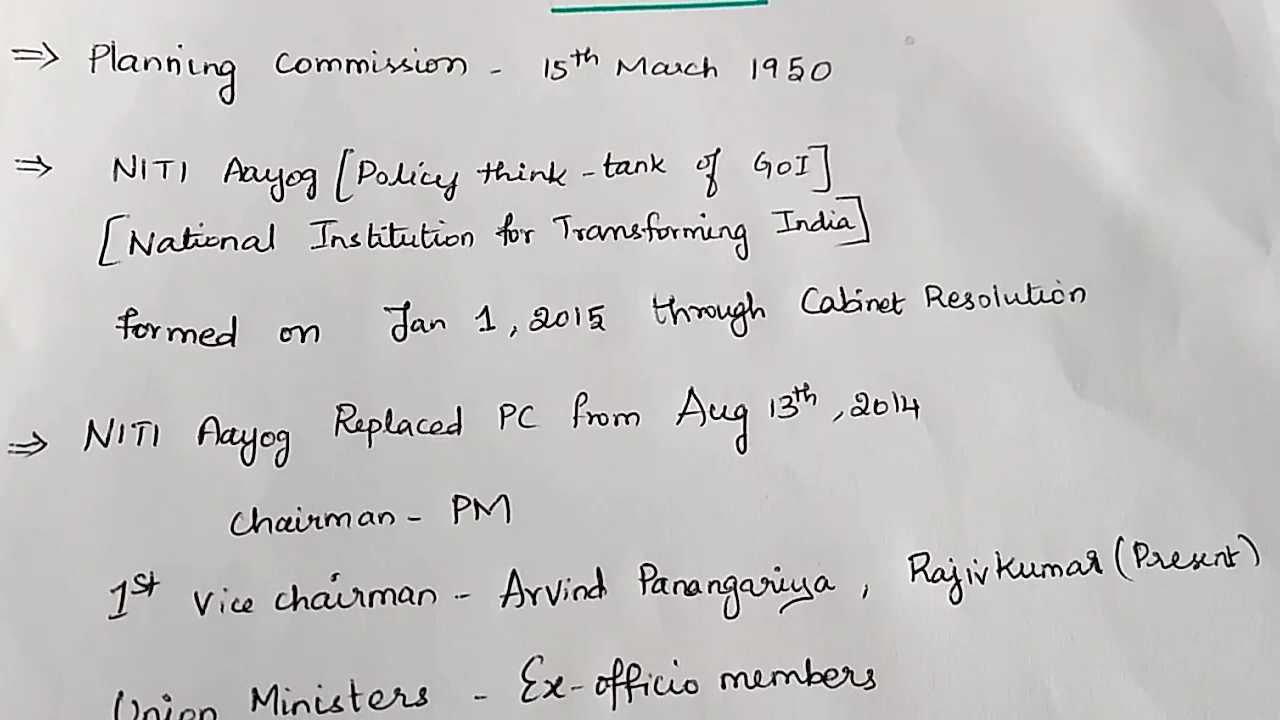 ⇒ Planning commission - 15th March 1950
⇒ NITI Aayog [Policy think-tank of GOI]
[National Institution for Transforming India]
formed on Jan 1, 2015 through Cabinet Resolution
⇒ NITI Aayog Replaced PC from Aug 13th, 2014
Chairman - PM
1st Vice chairman - Arvind Panangariya, Rajiv Kumar (Present)
Union Ministers - Ex-officio members